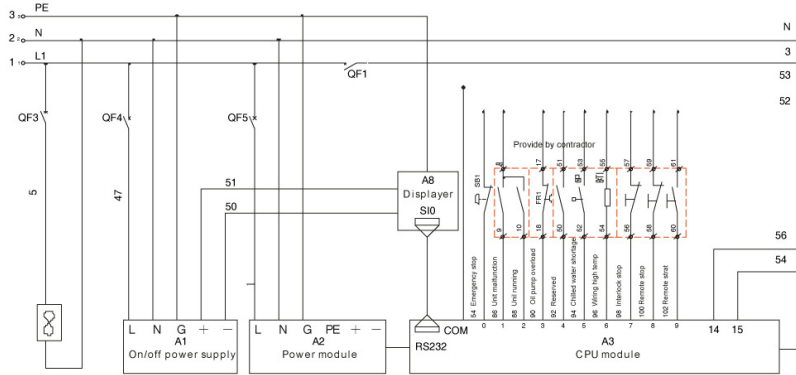 3 3 PE
2 2 N N
1 1 L1 3
QF1
53
52
QF3 QF4 QF5
Provide by contractor
17 51 53 55 57 59 61
A8
Displayer
SI0
51
50
SB1 FR1
5 47
9 10 18 50 52 54 56 58 60
84 Emergency stop
86 Unit malfunction
88 Unil running
90 Oil pump overload
92 Reserved
94 Chilled water shortage
96 Wiring high temp
98 Interlock stop
100 Remote stop
102 Remote strat
56
54
L N G + −
A1
On/off power supply
L N G PE + −
A2
Power module
RS232
COM 0 1 2 3 4 5 6 7 8 9 14 15
A3
CPU module